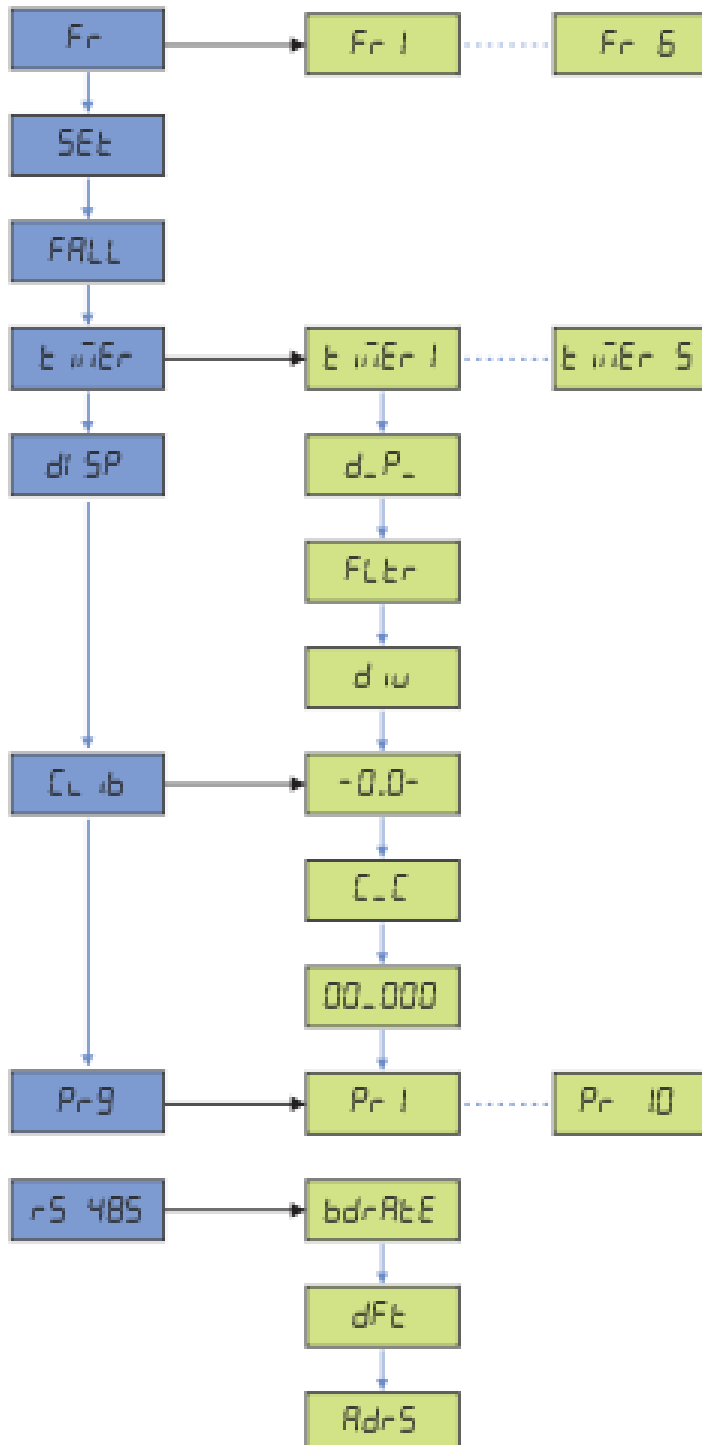 Fr Fr 1 Fr 6
SEt
FALL
timEr timEr 1 timEr 5
diSP d_P_
FLtr
div
CLib -0.0-
C_C
00_000
Prg Pr 1 Pr 10
rS 485 bdrAtE
dFt
AdrS